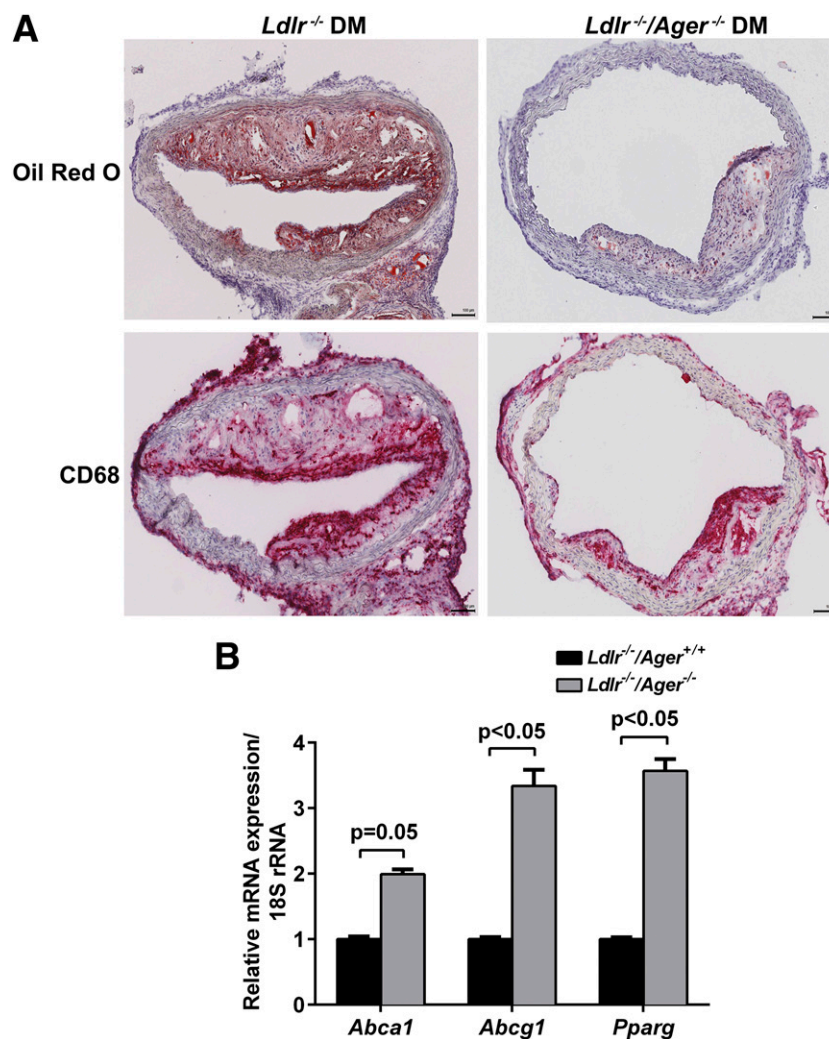 A
Ldlr -/- DM
Ldlr -/-/Ager -/- DM
Oil Red O
CD68
B
Ldlr-/-/Ager+/+
Ldlr-/-/Ager-/-
Relative mRNA expression/
18S rRNA
4
3
2
1
0
p=0.05
p<0.05
p<0.05
Abca1
Abcg1
Pparg